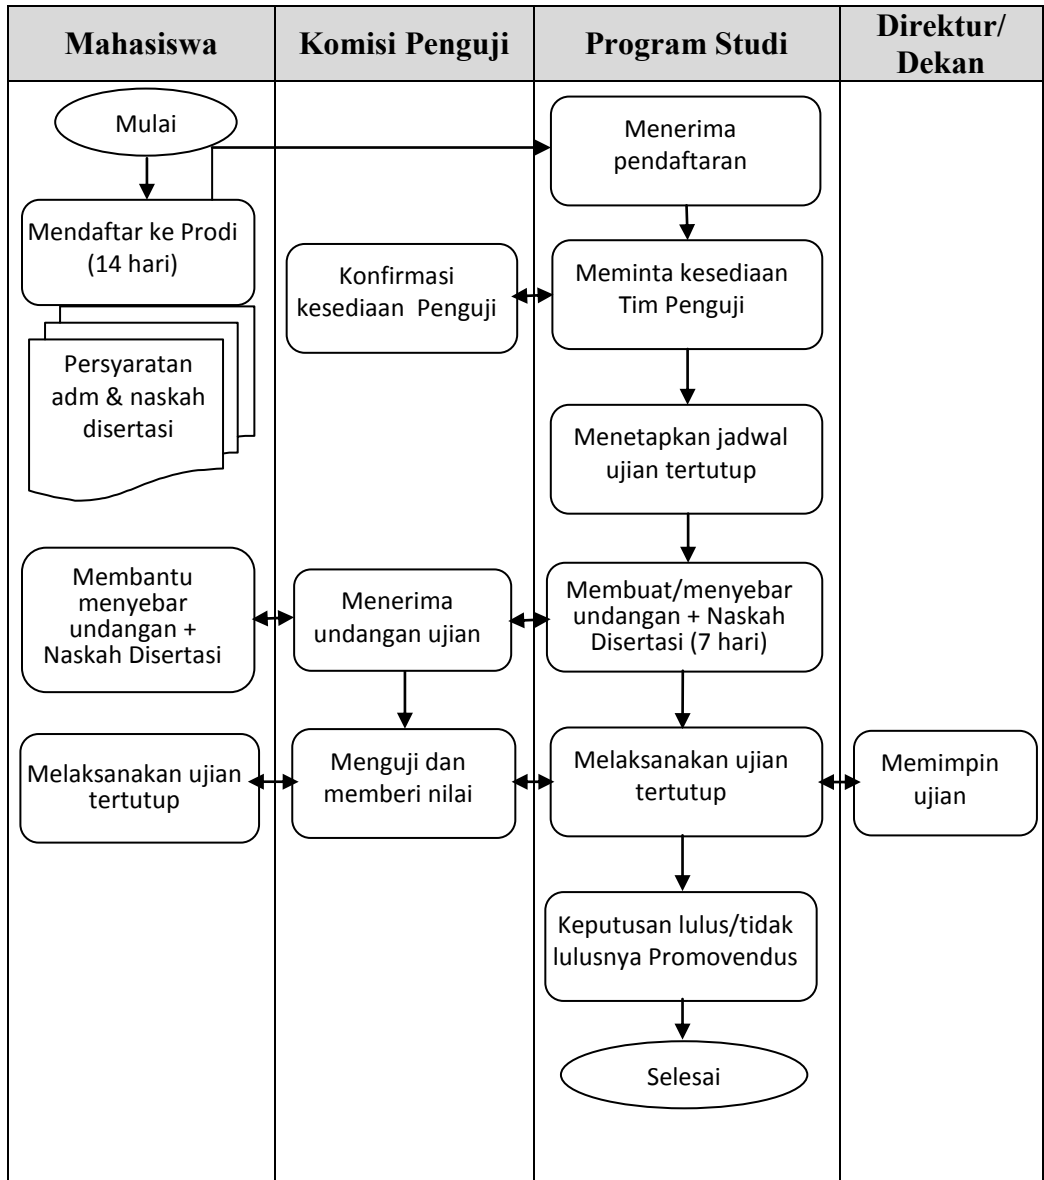 Mahasiswa
Komisi Penguji
Program Studi
Direktur/
Dekan
Mulai
Menerima
pendaftaran
Mendaftar ke Prodi
(14 hari)
Konfirmasi
kesediaan Penguji
Meminta kesediaan
Tim Penguji
Persyaratan
adm & naskah
disertasi
Menetapkan jadwal
ujian tertutup
Membantu
menyebar
undangan +
Naskah Disertasi
Menerima
undangan ujian
Membuat/menyebar
undangan + Naskah
Disertasi (7 hari)
Melaksanakan ujian
tertutup
Menguji dan
memberi nilai
Melaksanakan ujian
tertutup
Memimpin
ujian
Keputusan lulus/tidak
lulusnya Promovendus
Selesai